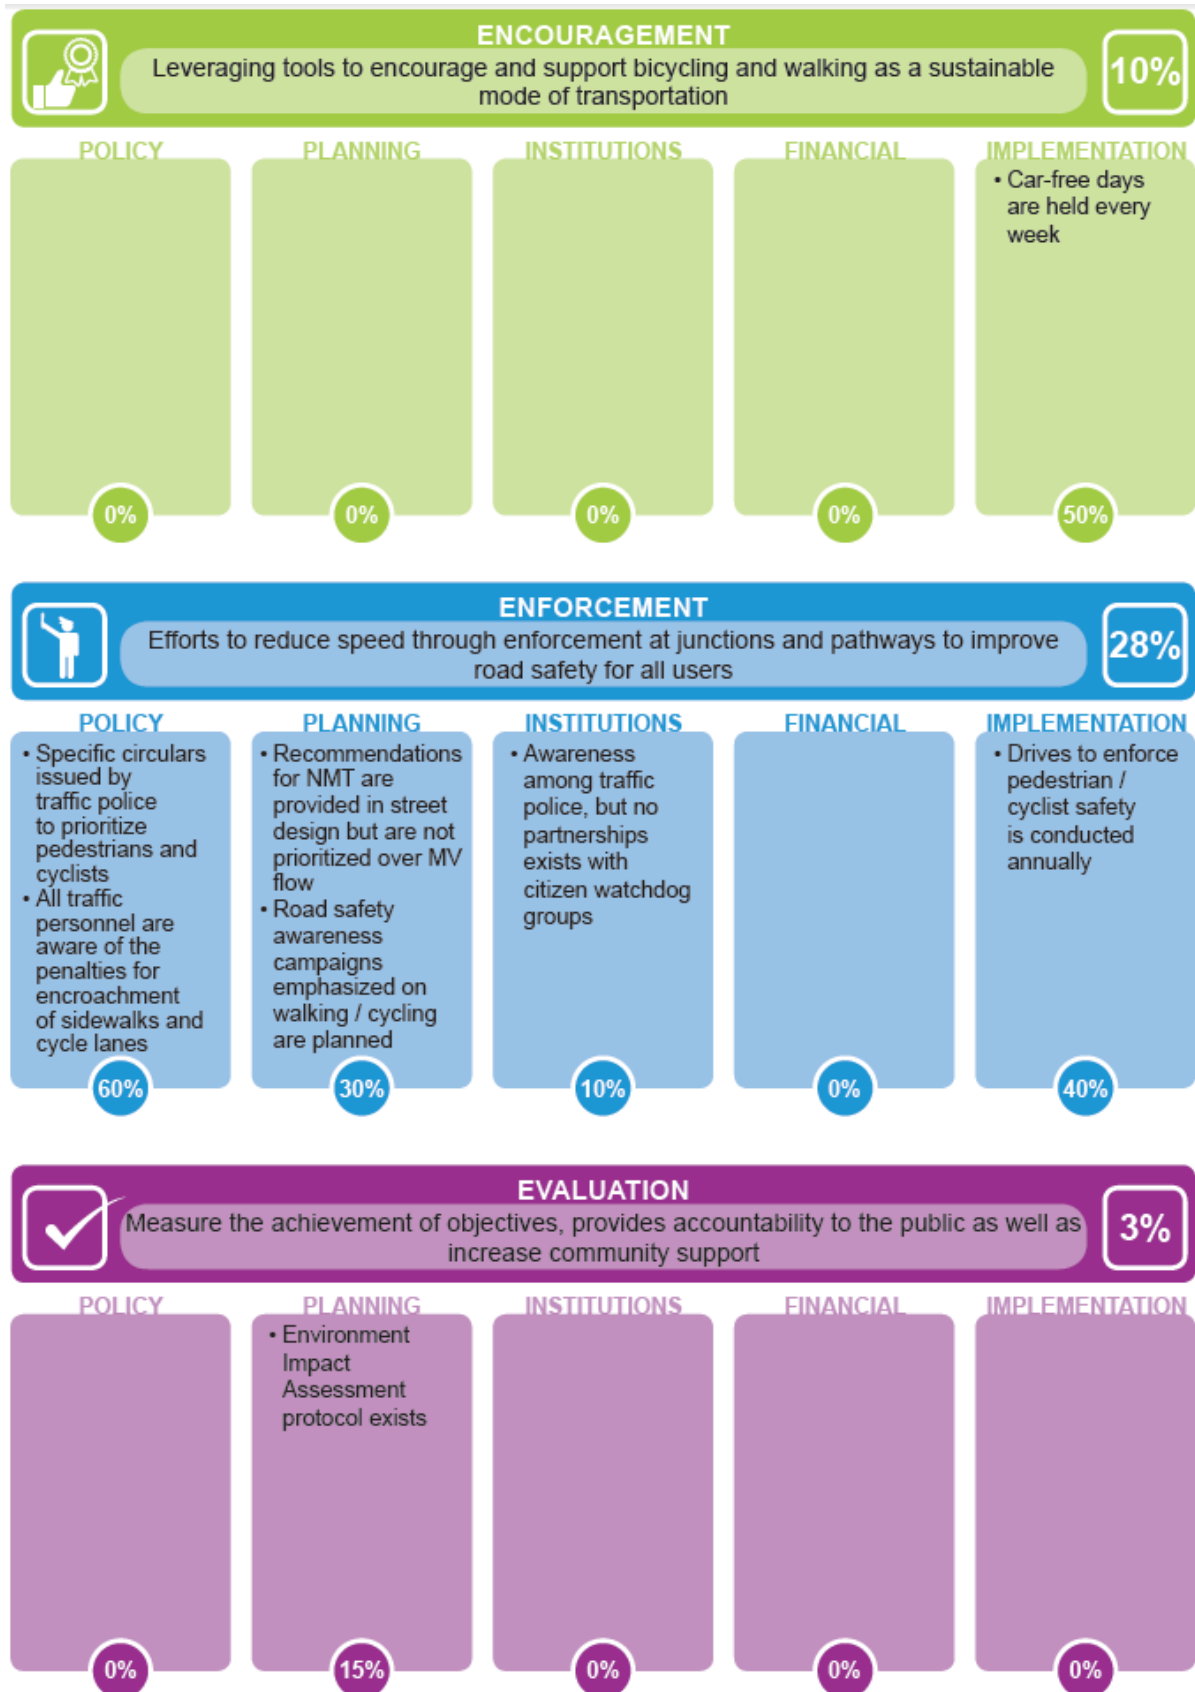 ENCOURAGEMENT
Leveraging tools to encourage and support bicycling and walking as a sustainable
mode of transportation
10%
POLICY
PLANNING
INSTITUTIONS
FINANCIAL
IMPLEMENTATION
• Car-free days
are held every
week
0%
0%
0%
0%
50%
ENFORCEMENT
Efforts to reduce speed through enforcement at junctions and pathways to improve
road safety for all users
28%
POLICY
• Specific circulars
issued by
traffic police
to prioritize
pedestrians and
cyclists
• All traffic
personnel are
aware of the
penalties for
encroachment
of sidewalks and
cycle lanes
60%
PLANNING
• Recommendations
for NMT are
provided in street
design but are not
prioritized over MV
flow
• Road safety
awareness
campaigns
emphasized on
walking / cycling
are planned
30%
INSTITUTIONS
• Awareness
among traffic
police, but no
partnerships
exists with
citizen watchdog
groups
10%
FINANCIAL
0%
IMPLEMENTATION
• Drives to enforce
pedestrian /
cyclist safety
is conducted
annually
40%
EVALUATION
Measure the achievement of objectives, provides accountability to the public as well as
increase community support
3%
POLICY
0%
PLANNING
• Environment
Impact
Assessment
protocol exists
15%
INSTITUTIONS
0%
FINANCIAL
0%
IMPLEMENTATION
0%